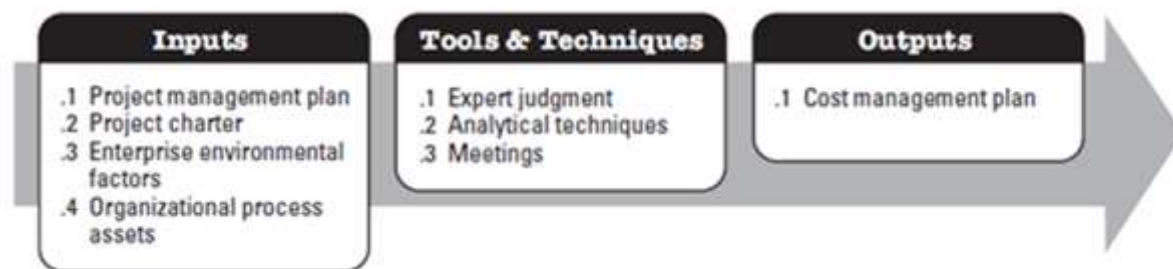 Inputs
.1 Project management plan
.2 Project charter
.3 Enterprise environmental
factors
.4 Organizational process
assets
Tools & Techniques
.1 Expert judgment
.2 Analytical techniques
.3 Meetings
Outputs
.1 Cost management plan